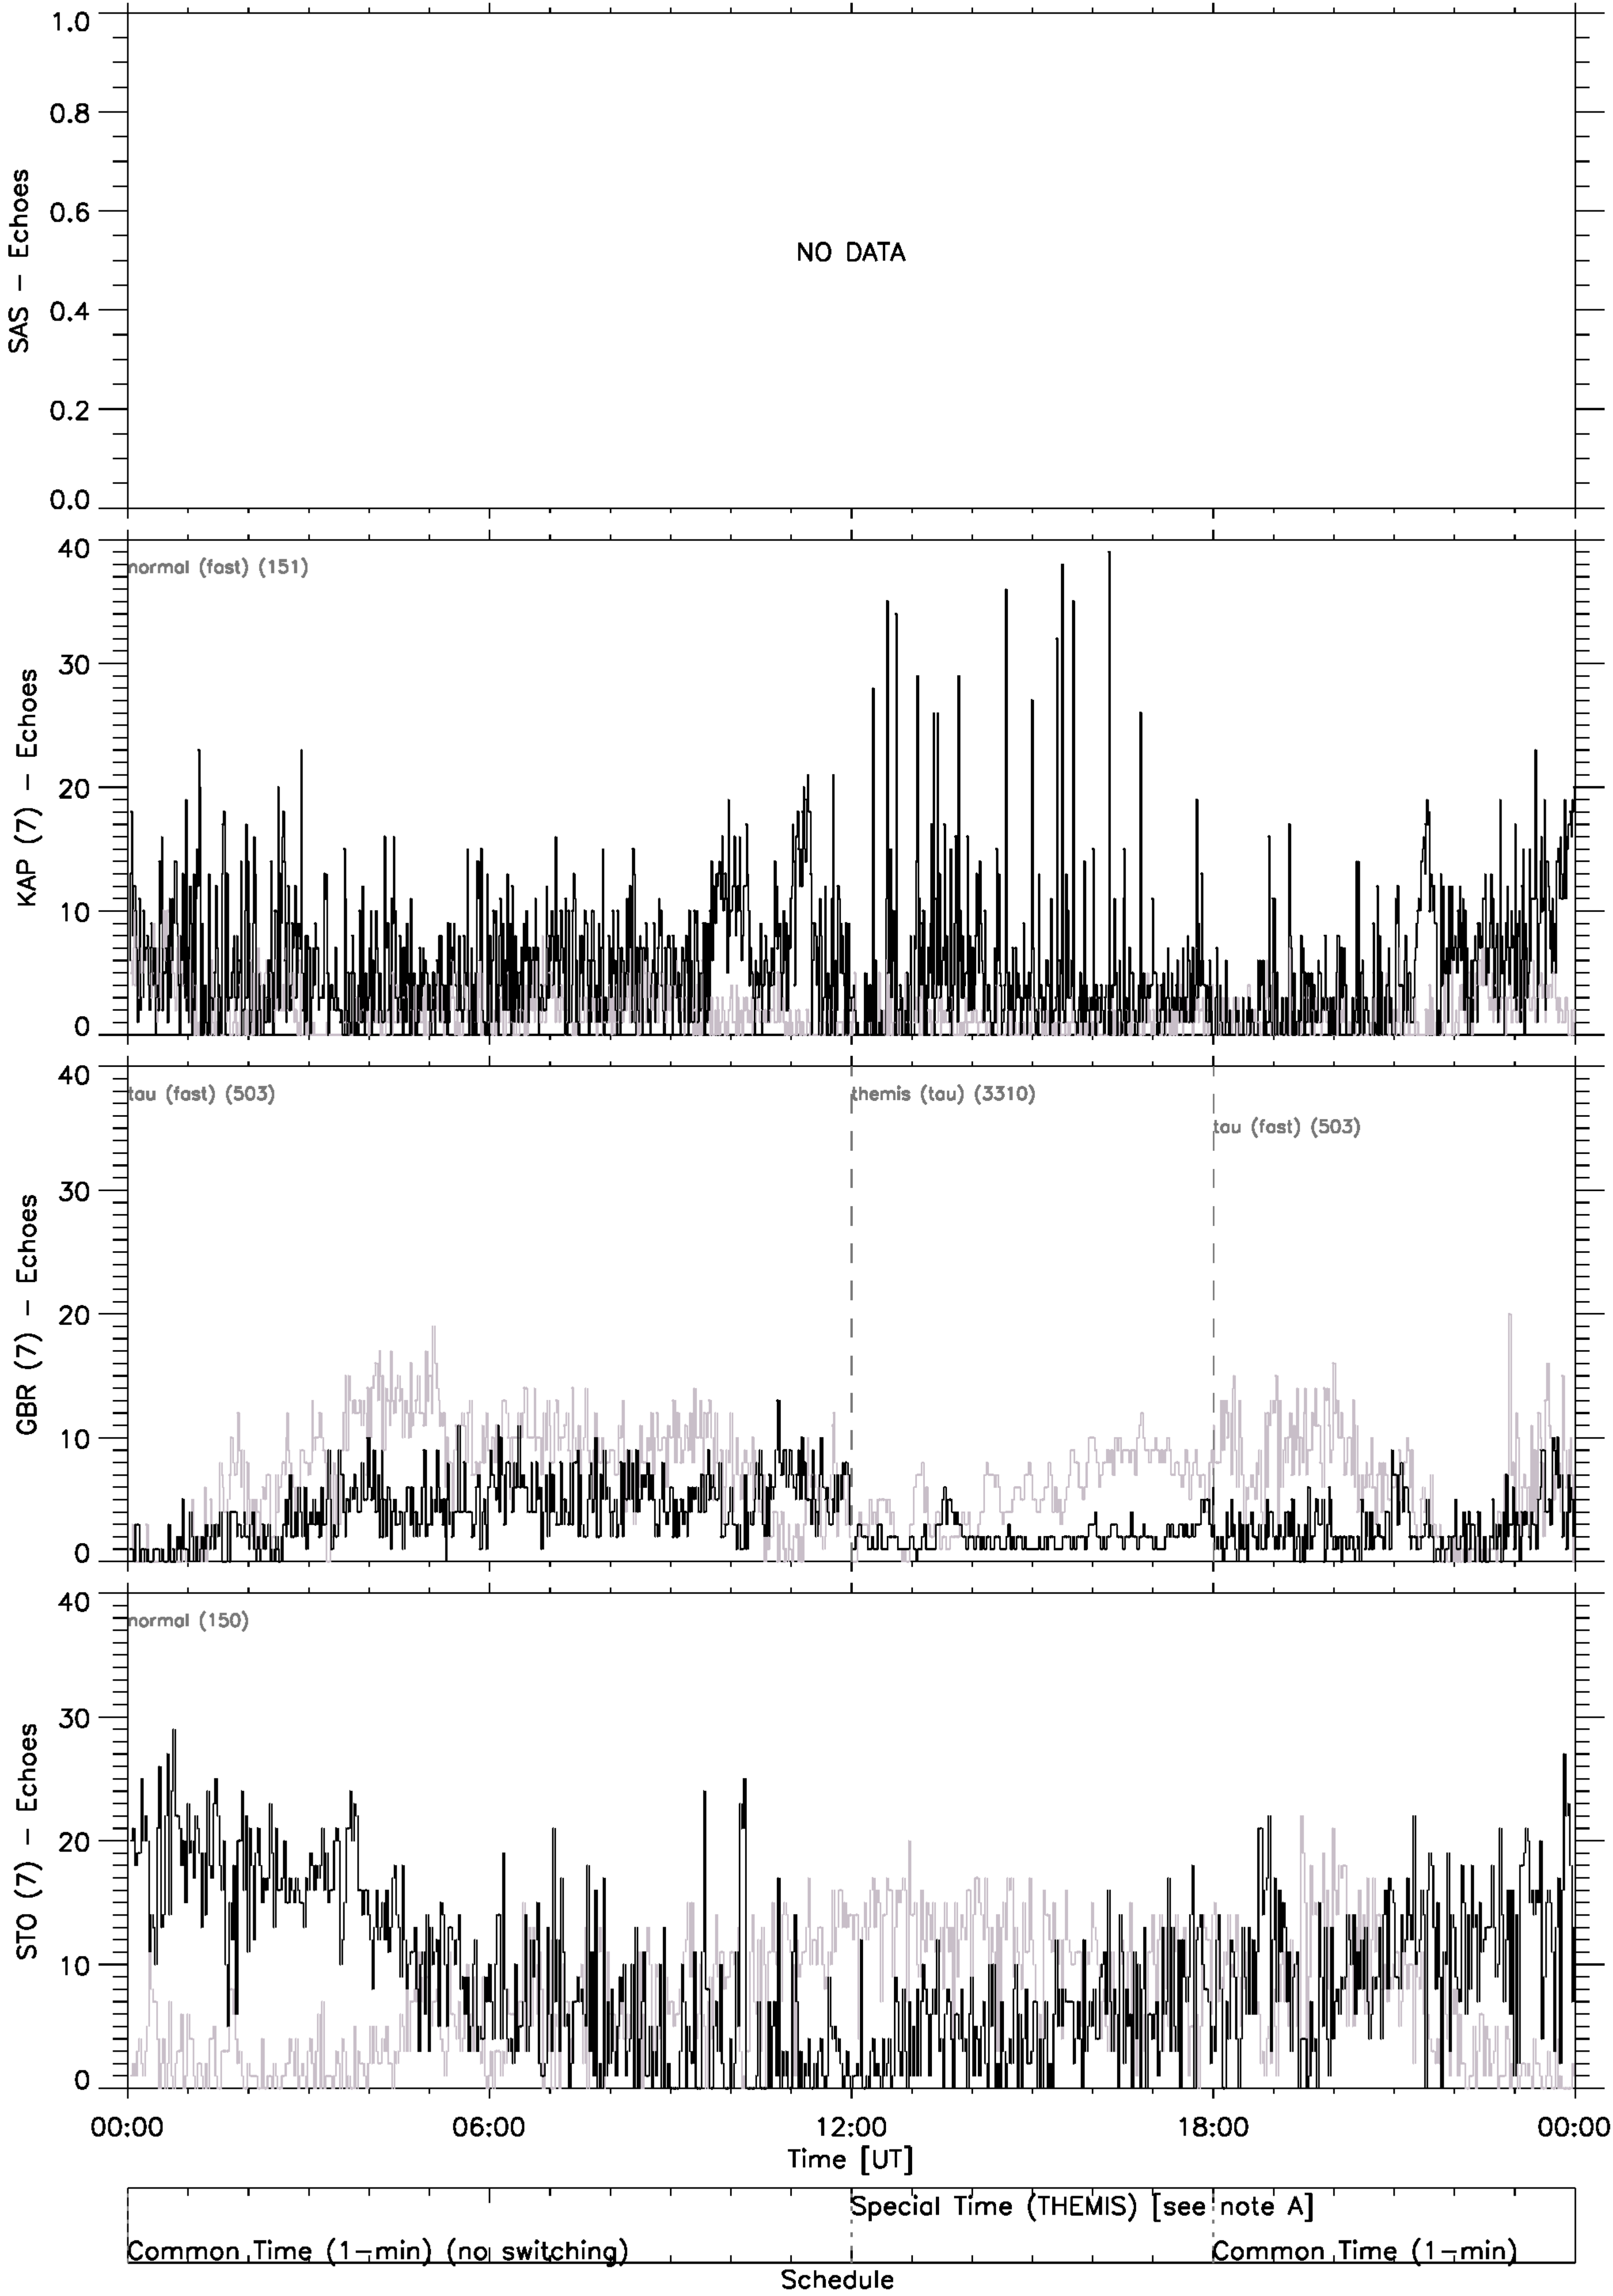 1.0
0.8
0.6
0.4
0.2
0.0
SAS - Echoes
NO DATA
40
30
20
10
0
KAP (7) - Echoes
normal (fast) (151)
40
30
20
10
0
GBR (7) - Echoes
tau (fast) (503)
themis (tau) (3310)
tau (fast) (503)
40
30
20
10
0
STO (7) - Echoes
normal (150)
00:00 06:00 12:00 18:00 00:00
Time [UT]
Special Time (THEMIS) [see note A]
Common Time (1-min) (no switching) Common Time (1-min)
Schedule